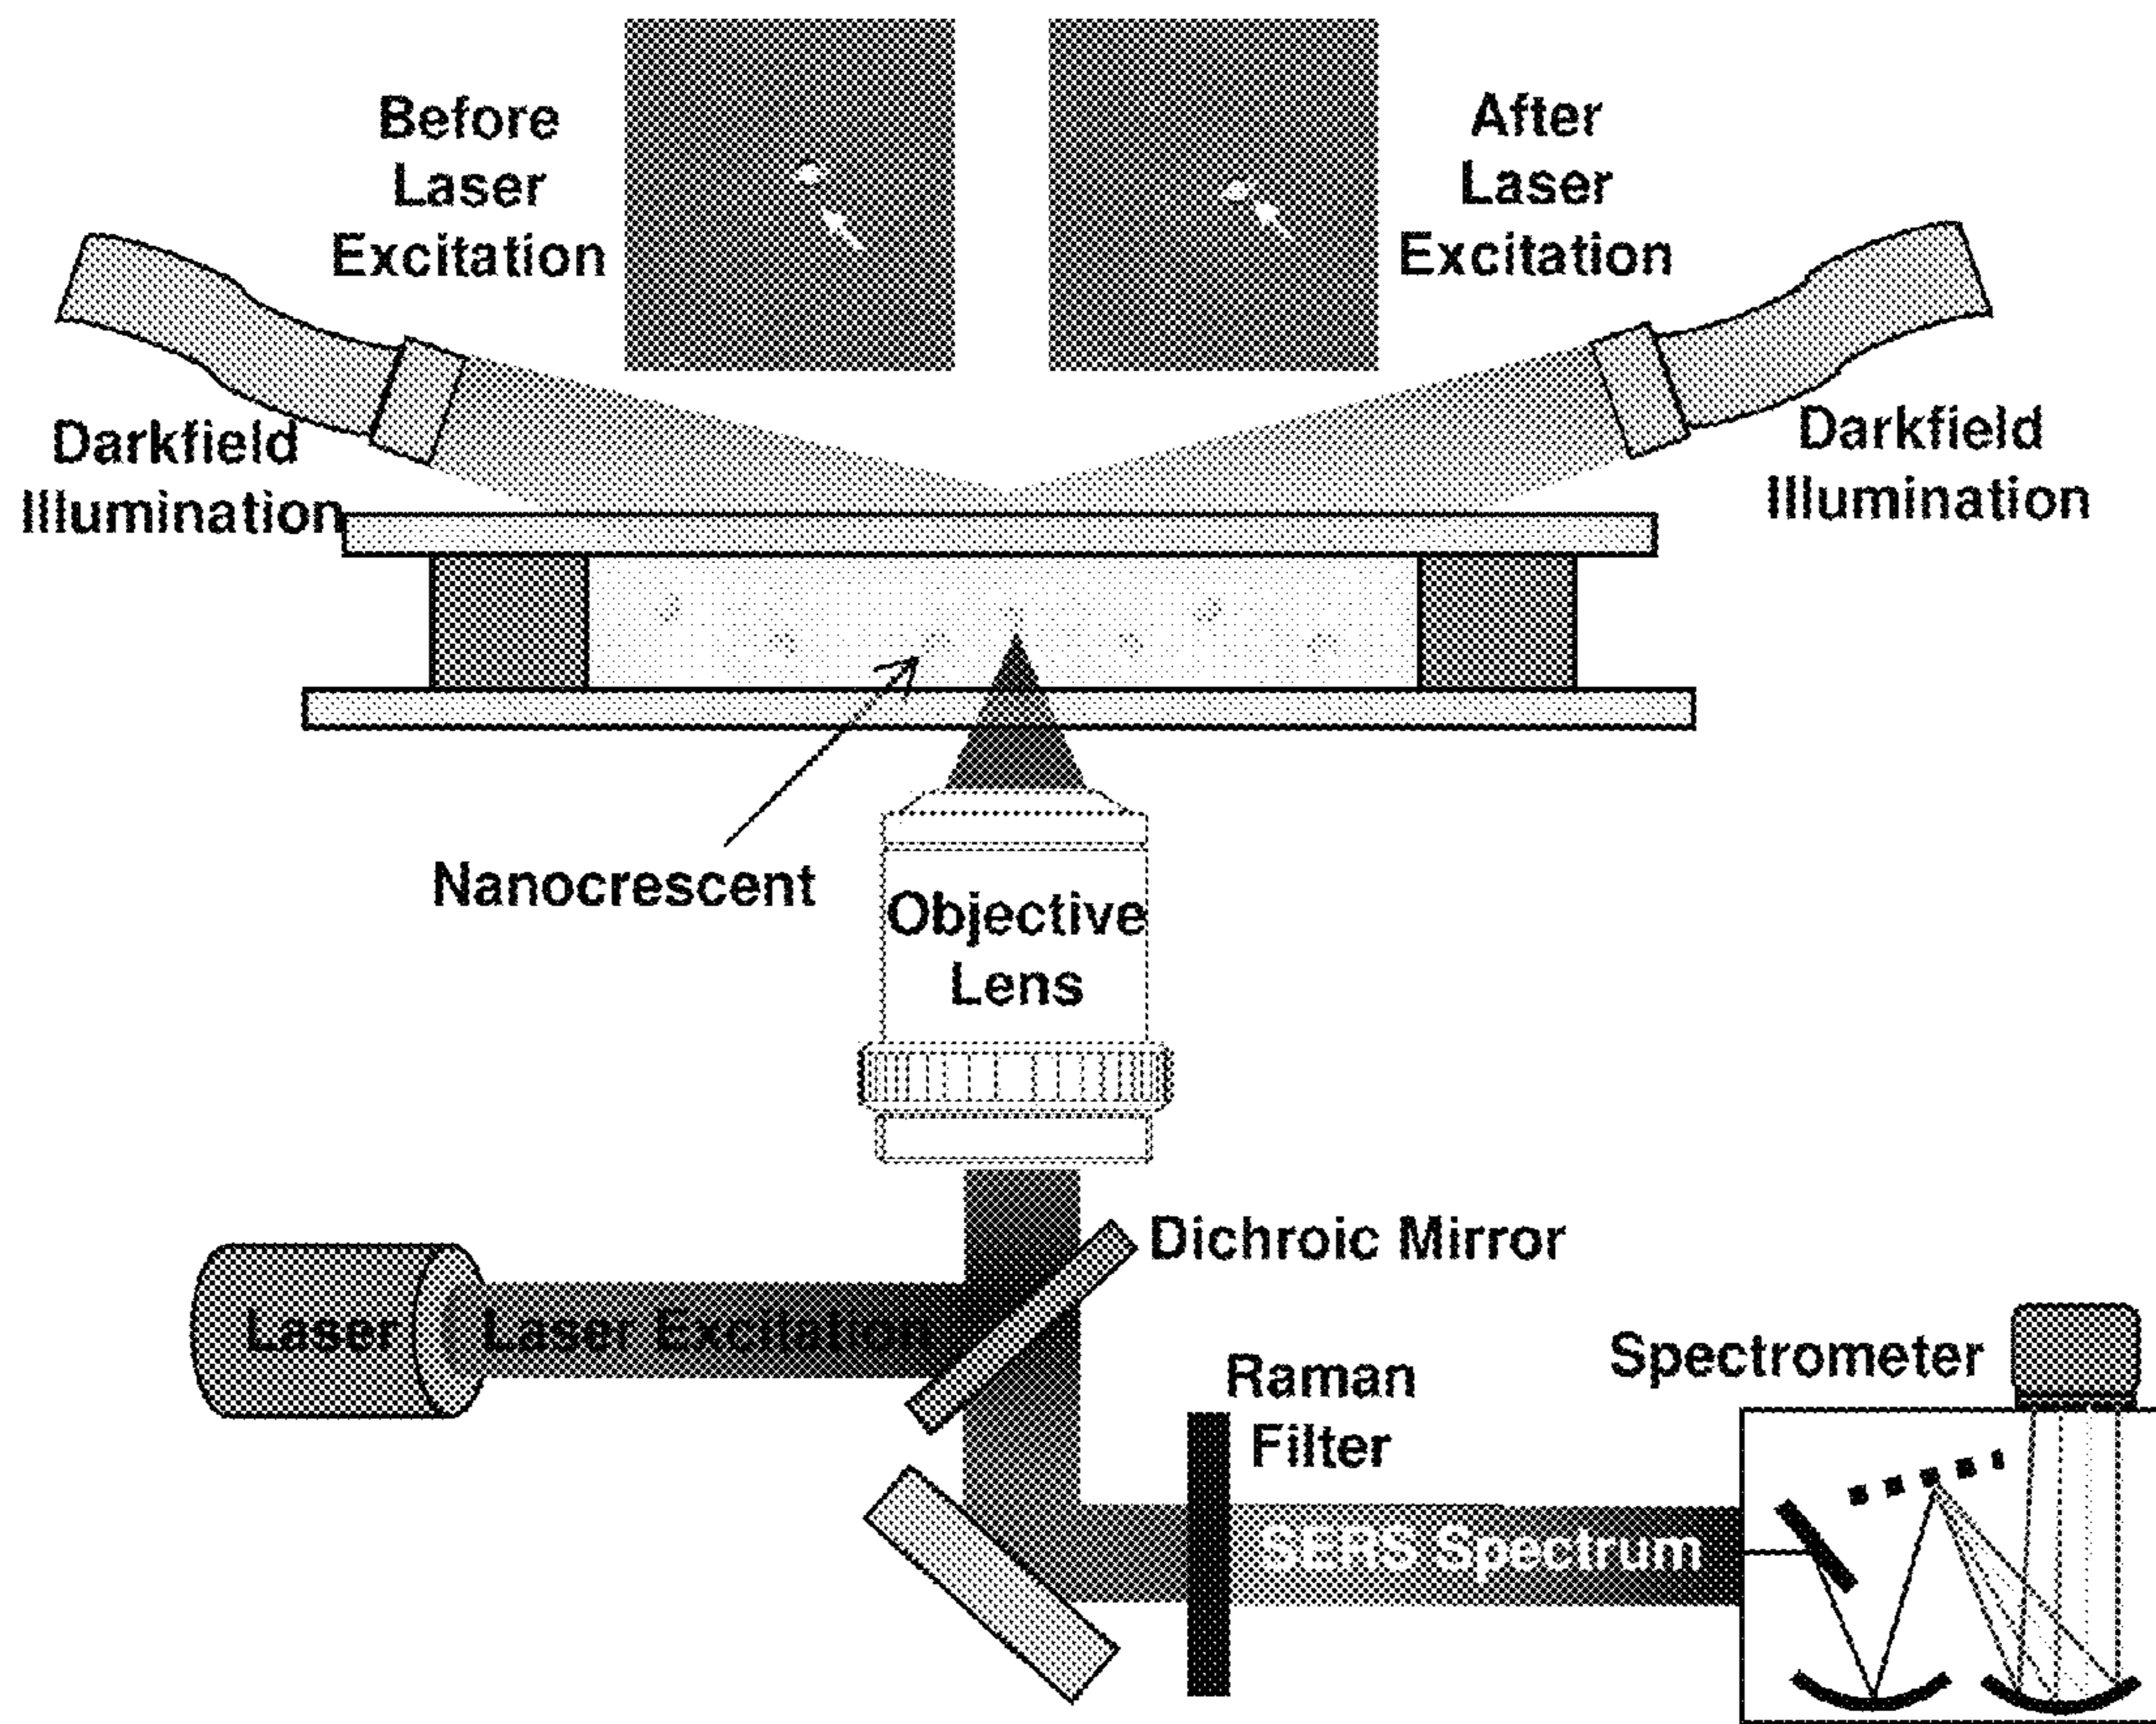 Before
Laser
Excitation
After
Laser
Excitation
Darkfield
Illumination
Darkfield
Illumination
Nanocrescent
Objective
Lens
Dichroic Mirror
Laser
Laser Excitation
Raman
Filter
Spectrometer
SERS Spectrum